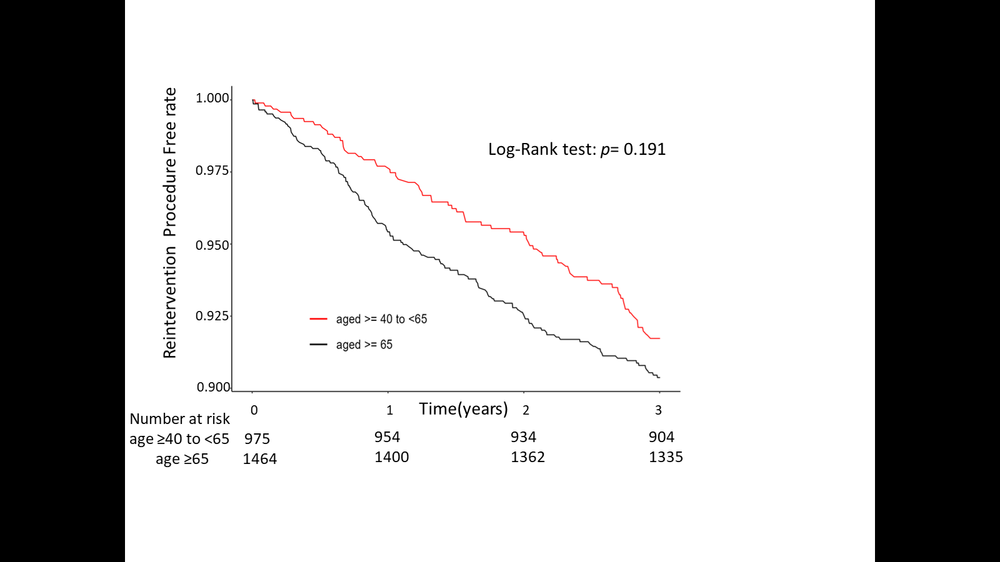 Reintervention Procedure Free rate
1.000
0.975
0.950
0.925
0.900
Log-Rank test: p= 0.191
aged >= 40 to <65
aged >= 65
0 1 Time(years) 2 3
Number at risk
age ≥40 to <65 975 954 934 904
age ≥65 1464 1400 1362 1335